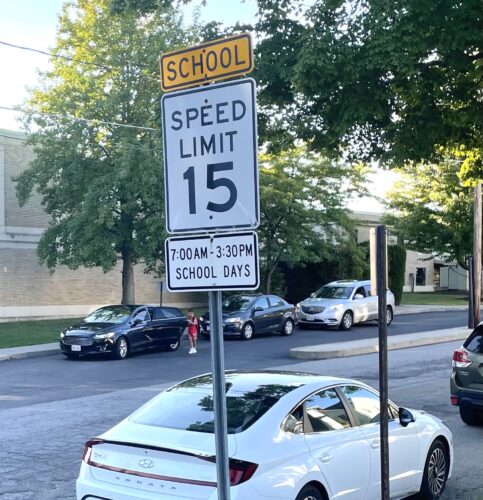 SCHOOL
SPEED
LIMIT
15
7:00AM - 3:30PM
SCHOOL DAYS
SONATA